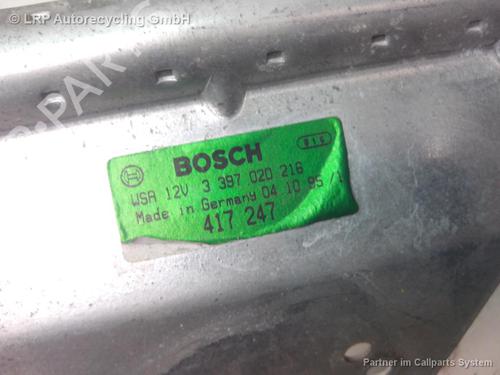 © LRP Autorecycling GmbH
BOSCH
916
WSA 12V 3 397 020 216
Made in Germany 04 10 95 /1
417 247
Partner im Callparts System